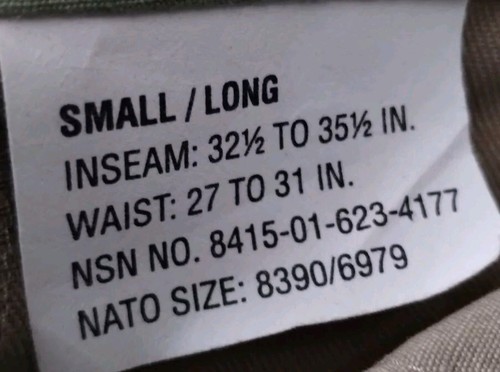 SMALL / LONG
INSEAM: 32½ TO 35½ IN.
WAIST: 27 TO 31 IN.
NSN NO. 8415-01-623-4177
NATO SIZE: 8390/6979